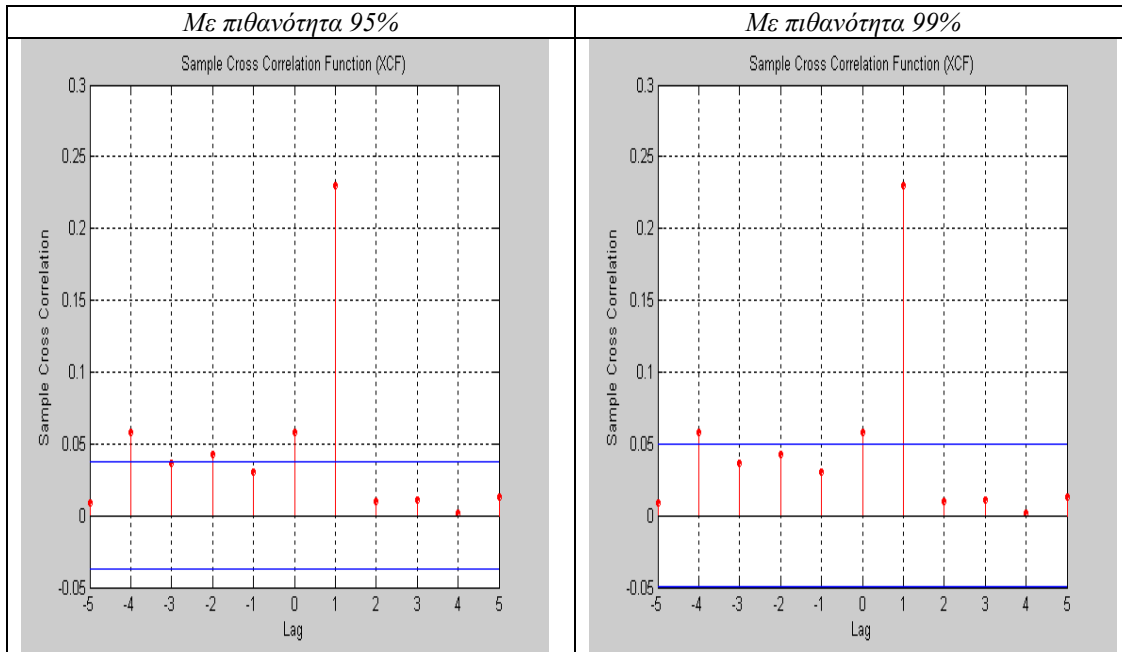 Με πιθανότητα 95%
Με πιθανότητα 99%
Sample Cross Correlation Function (XCF)
0.3
0.25
0.2
0.15
0.1
0.05
0
-0.05
Sample Cross Correlation
-5 -4 -3 -2 -1 0 1 2 3 4 5
Lag
Sample Cross Correlation Function (XCF)
0.3
0.25
0.2
0.15
0.1
0.05
0
-0.05
Sample Cross Correlation
-5 -4 -3 -2 -1 0 1 2 3 4 5
Lag